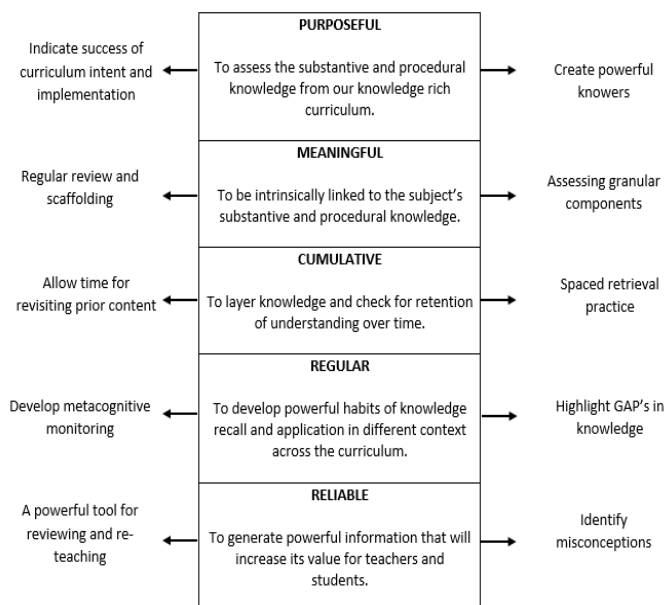 PURPOSEFUL
Indicate success of
curriculum intent and
implementation
To assess the substantive and procedural
knowledge from our knowledge rich
curriculum.
Create powerful
knowers
MEANINGFUL
Regular review and
scaffolding
To be intrinsically linked to the subject's
substantive and procedural knowledge.
Assessing granular
components
CUMULATIVE
Allow time for
revisiting prior content
To layer knowledge and check for retention
of understanding over time.
Spaced retrieval
practice
REGULAR
Develop metacognitive
monitoring
To develop powerful habits of knowledge
recall and application in different context
across the curriculum.
Highlight GAP's in
knowledge
RELIABLE
A powerful tool for
reviewing and re-
teaching
To generate powerful information that will
increase its value for teachers and
students.
Identify
misconceptions